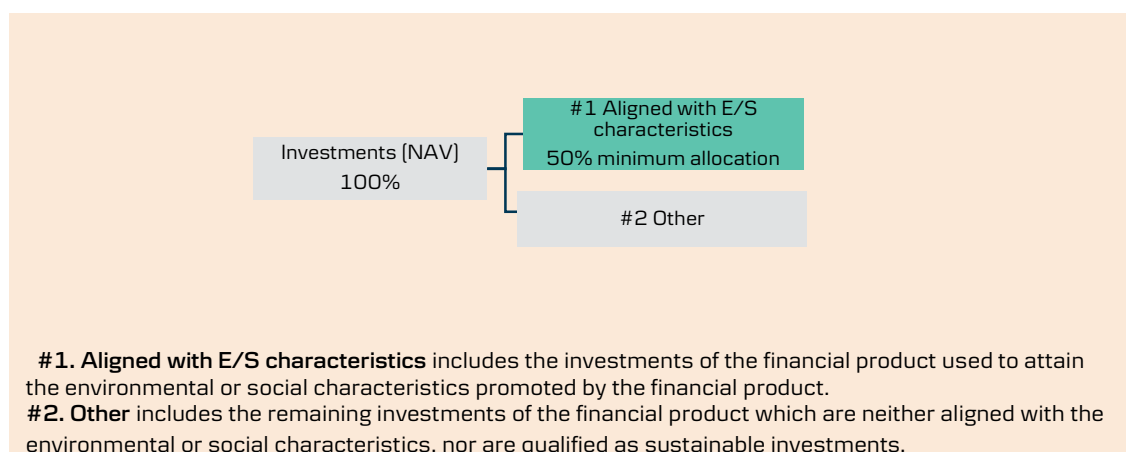 #1 Aligned with E/S
characteristics
50% minimum allocation
Investments (NAV)
100%
#2 Other
#1. Aligned with E/S characteristics includes the investments of the financial product used to attain
the environmental or social characteristics promoted by the financial product.
#2. Other includes the remaining investments of the financial product which are neither aligned with the
environmental or social characteristics, nor are qualified as sustainable investments.